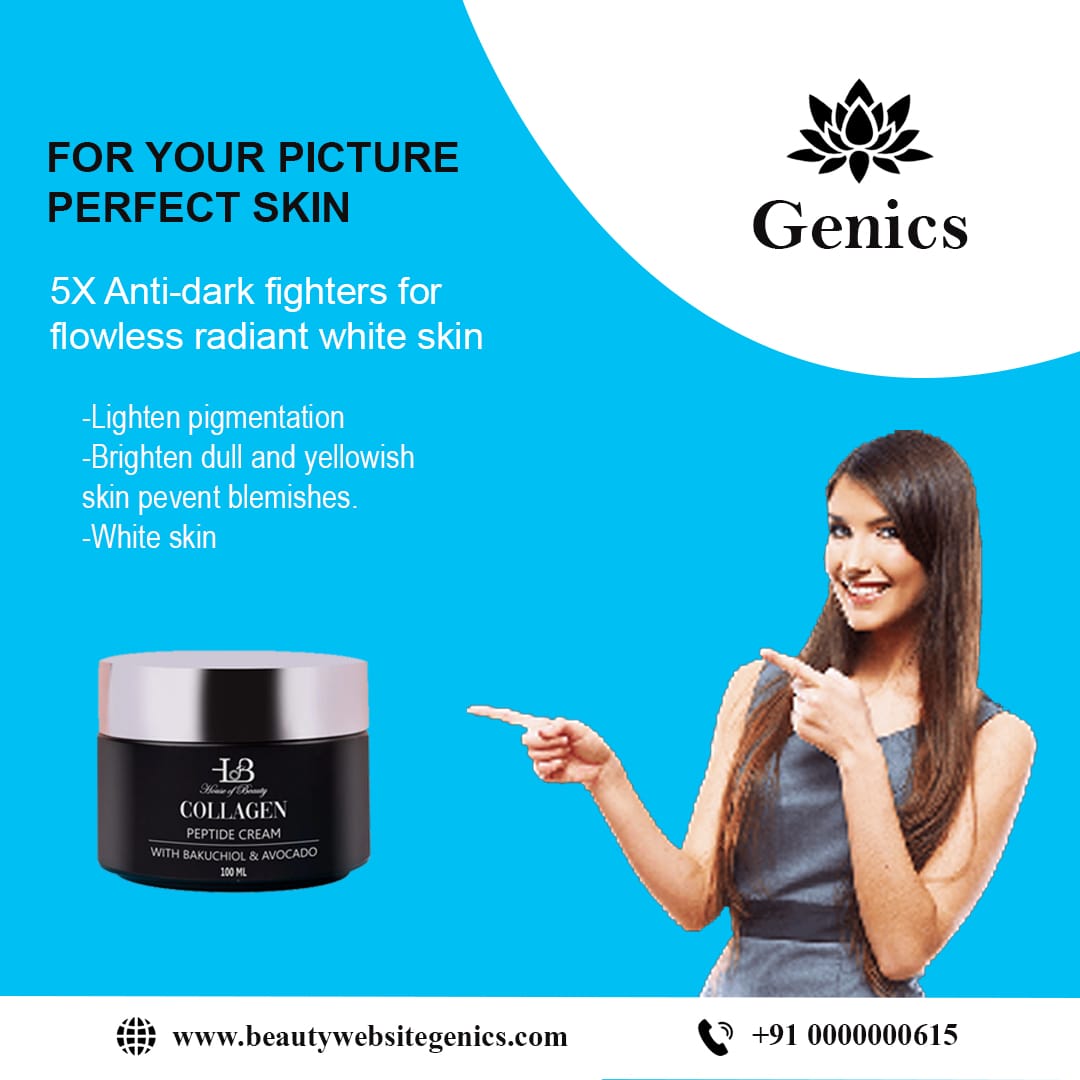 Genics
FOR YOUR PICTURE
PERFECT SKIN
5X Anti-dark fighters for
flowless radiant white skin
-Lighten pigmentation
-Brighten dull and yellowish
skin pevent blemishes.
-White skin
HB
House of Beauty
COLLAGEN
PEPTIDE CREAM
WITH BAKUCHIOL & AVOCADO
100 ML
www.beautywebsitegenics.com
+91 0000000615